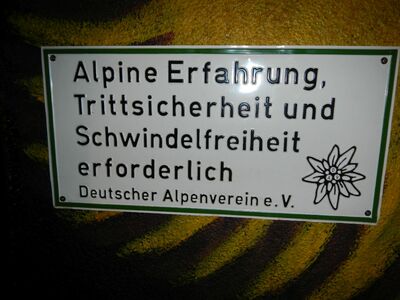 Alpine Erfahrung,
Trittsicherheit und
Schwindelfreiheit
erforderlich
Deutscher Alpenverein e.V.